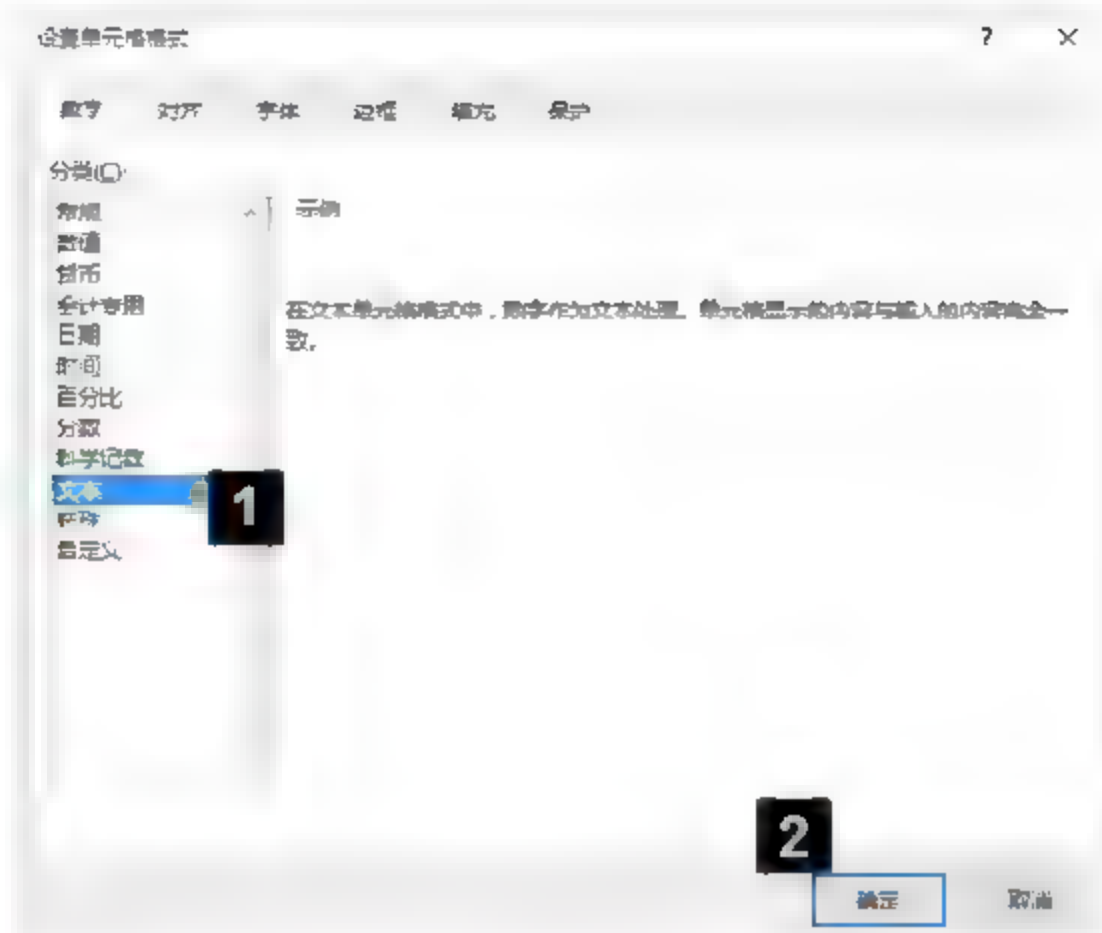 设置单元格格式 ? ×
数字 对齐 字体 边框 填充 保护
分类(C):
常规
示例
数值
货币
会计专用
在文本单元格格式中，数字作为文本处理。单元格显示的内容与输入的内容完全一
日期
致。
时间
百分比
分数
科学记数
文本
1
特殊
自定义
2
确定 取消